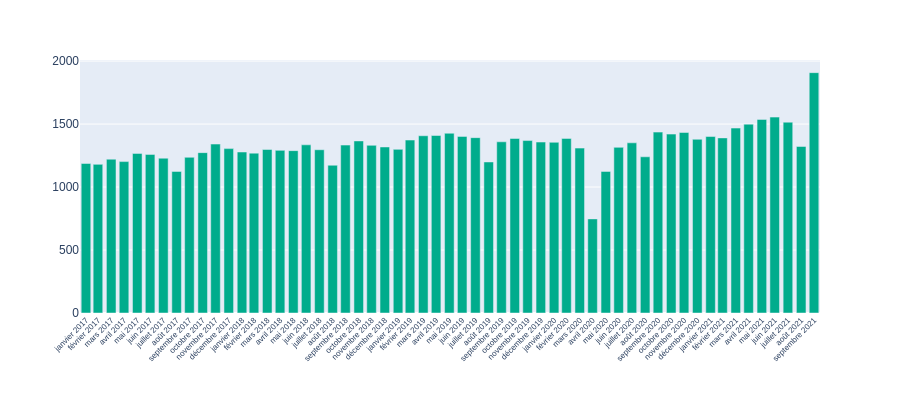 2000
1500
1000
500
0
janvier 2017
février 2017
mars 2017
avril 2017
mai 2017
juin 2017
juillet 2017
août 2017
septembre 2017
octobre 2017
novembre 2017
décembre 2017
janvier 2018
février 2018
mars 2018
avril 2018
mai 2018
juin 2018
juillet 2018
août 2018
septembre 2018
octobre 2018
novembre 2018
décembre 2018
janvier 2019
février 2019
mars 2019
avril 2019
mai 2019
juin 2019
juillet 2019
août 2019
septembre 2019
octobre 2019
novembre 2019
décembre 2019
janvier 2020
février 2020
mars 2020
avril 2020
mai 2020
juin 2020
juillet 2020
août 2020
septembre 2020
octobre 2020
novembre 2020
décembre 2020
janvier 2021
février 2021
mars 2021
avril 2021
mai 2021
juin 2021
juillet 2021
août 2021
septembre 2021